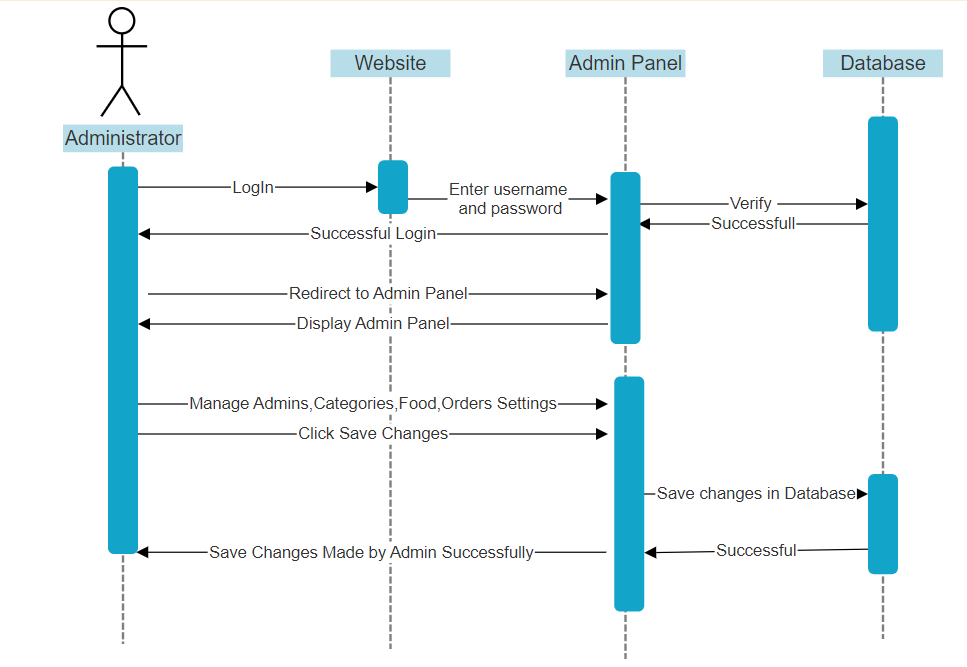 Website
Admin Panel
Database
Administrator
LogIn
Enter username
and password
Verify
Successfull
Successful Login
Redirect to Admin Panel
Display Admin Panel
Manage Admins,Categories,Food,Orders Settings
Click Save Changes
Save changes in Database
Successful
Save Changes Made by Admin Successfully